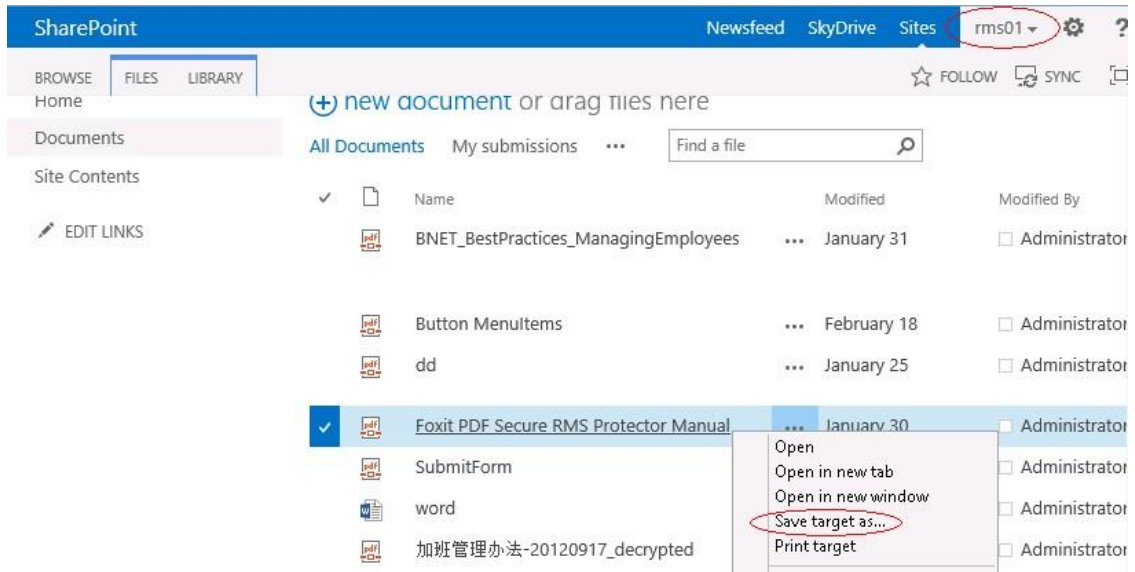 SharePoint Newsfeed SkyDrive Sites rms01 ?
BROWSE FILES LIBRARY FOLLOW SYNC
Home
new document or drag files here
Documents
All Documents My submissions ... Find a file
Site Contents
Name Modified Modified By
EDIT LINKS
BNET_BestPractices_ManagingEmployees ... January 31 Administrator
Button MenuItems ... February 18 Administrator
dd ... January 25 Administrator
Foxit PDF Secure RMS Protector Manual ... January 30 Administrator
Open
SubmitForm Administrator
Open in new tab
Open in new window
word Administrator
Save target as...
Print target
加班管理办法-20120917_decrypted Administrator